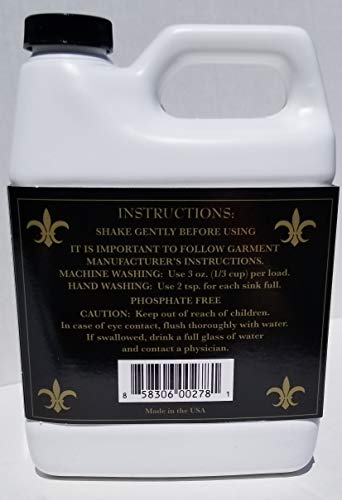 INSTRUCTIONS:
SHAKE GENTLY BEFORE USING
IT IS IMPORTANT TO FOLLOW GARMENT
MANUFACTURER'S INSTRUCTIONS.
MACHINE WASHING: Use 3 oz. (1/3 cup) per load.
HAND WASHING: Use 2 tsp. for each sink full.
PHOSPHATE FREE
CAUTION: Keep out of reach of children.
In case of eye contact, flush thoroughly with water.
If swallowed, drink a full glass of water
and contact a physician.
8 58306 00278 1
Made in the USA